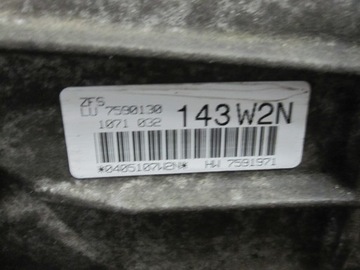 ZFS
LU 7590130
1071 032 143W2N
*0405107W2N* HW 7591971